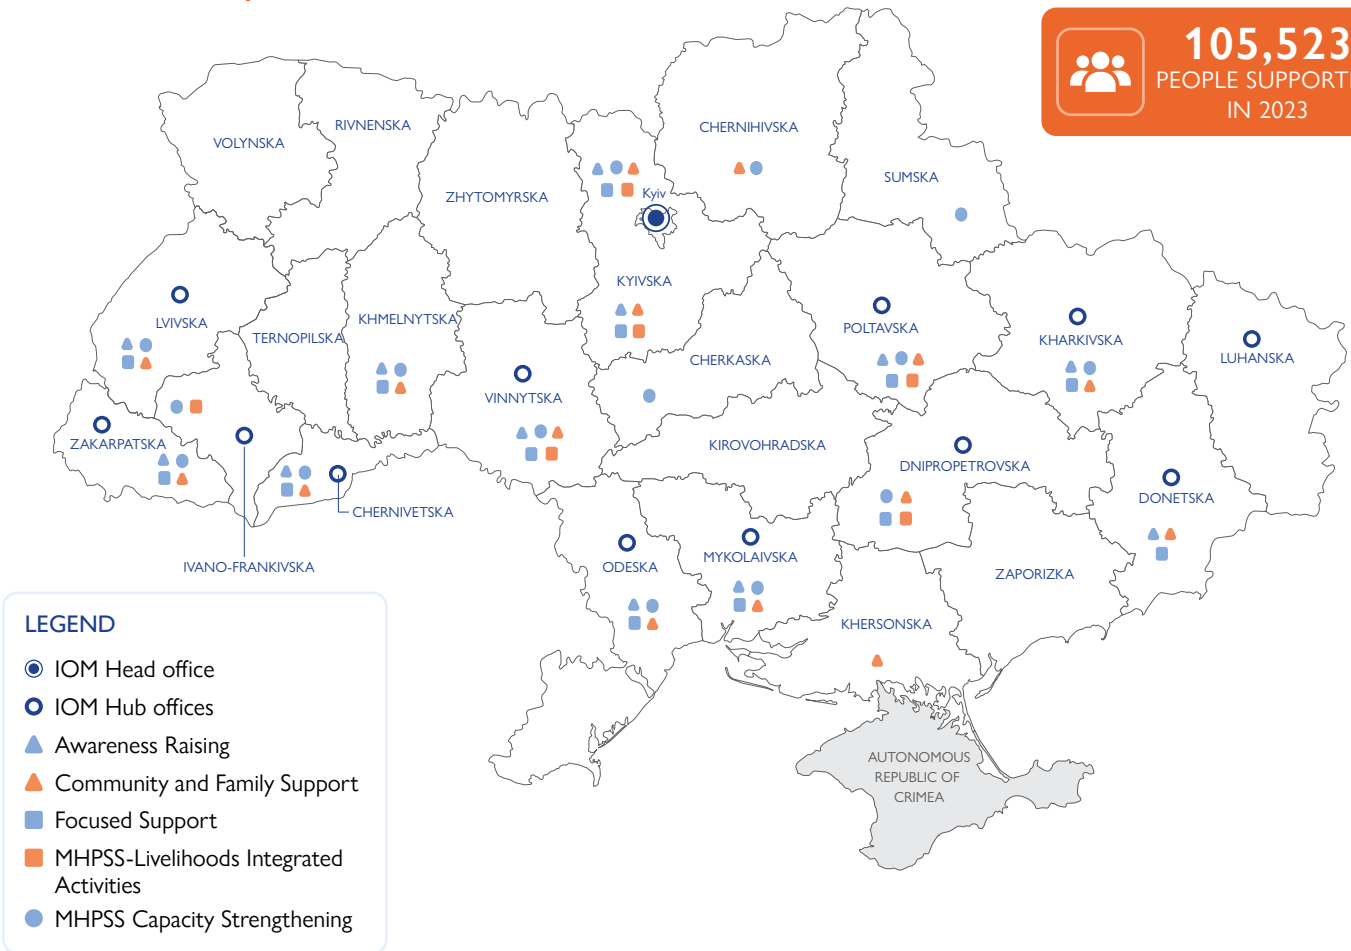 105,523
PEOPLE
IN 2023
VOLYNSKA
RIVNENSKA
CHERNIHIVSKA
ZHYTOMYRSKA
SUMSKA
Kyiv
KYIVSKA
LVIVSKA
TERNOPILSKA
KHMELNYTSKA
POLTAVSKA
KHARKIVSKA
LUHANSKA
CHERKASKA
VINNYTSKA
ZAKARPATSKA
KIROVOHRADSKA
DNIPROPETROVSKA
DONETSKA
CHERNIVETSKA
IVANO-FRANKIVSKA
ODESKA
MYKOLAIVSKA
ZAPORIZKA
KHERSONSKA
AUTONOMOUS
REPUBLIC OF
CRIMEA
LEGEND
IOM Head office
IOM Hub offices
Awareness Raising
Community and Family Support
Focused Support
MHPSS-Livelihoods Integrated
Activities
MHPSS Capacity Strengthening